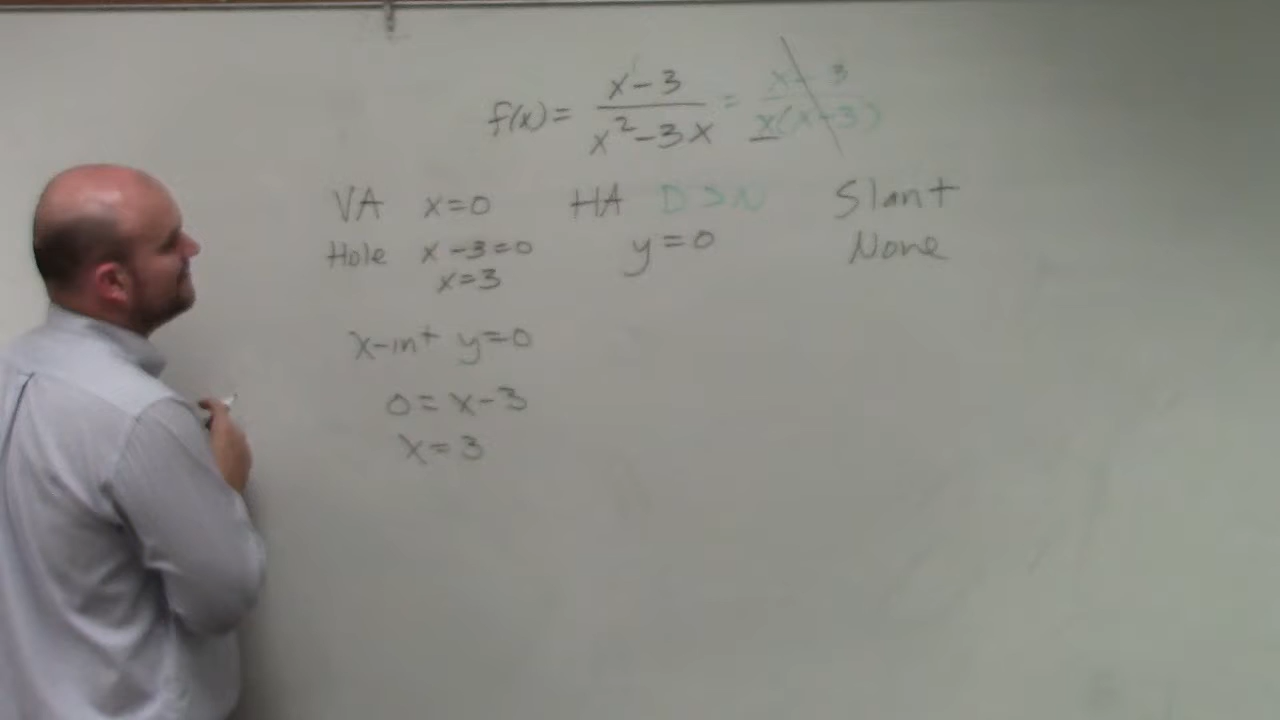 f(x) = x-3 / x²-3x = x-3 / x(x-3)
VA x=0 HA D>N Slant
Hole x-3=0 y=0 None
x=3
x-int y=0
0=x-3
x=3